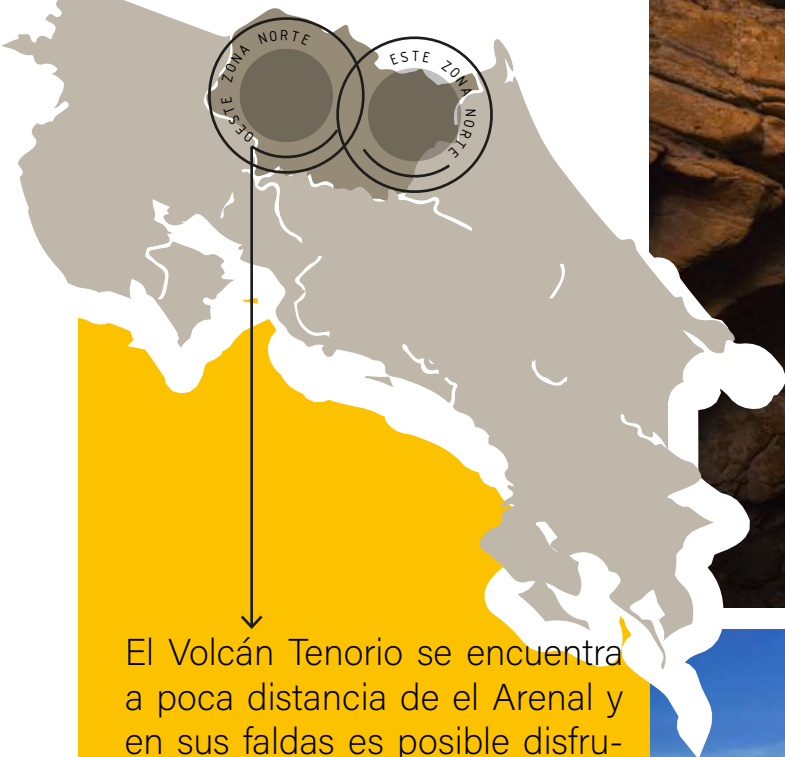 OESTE ZONA NORTE
ESTE ZONA NORTE
El Volcán Tenorio se encuentra
a poca distancia de el Arenal y
en sus faldas es posible disfru-